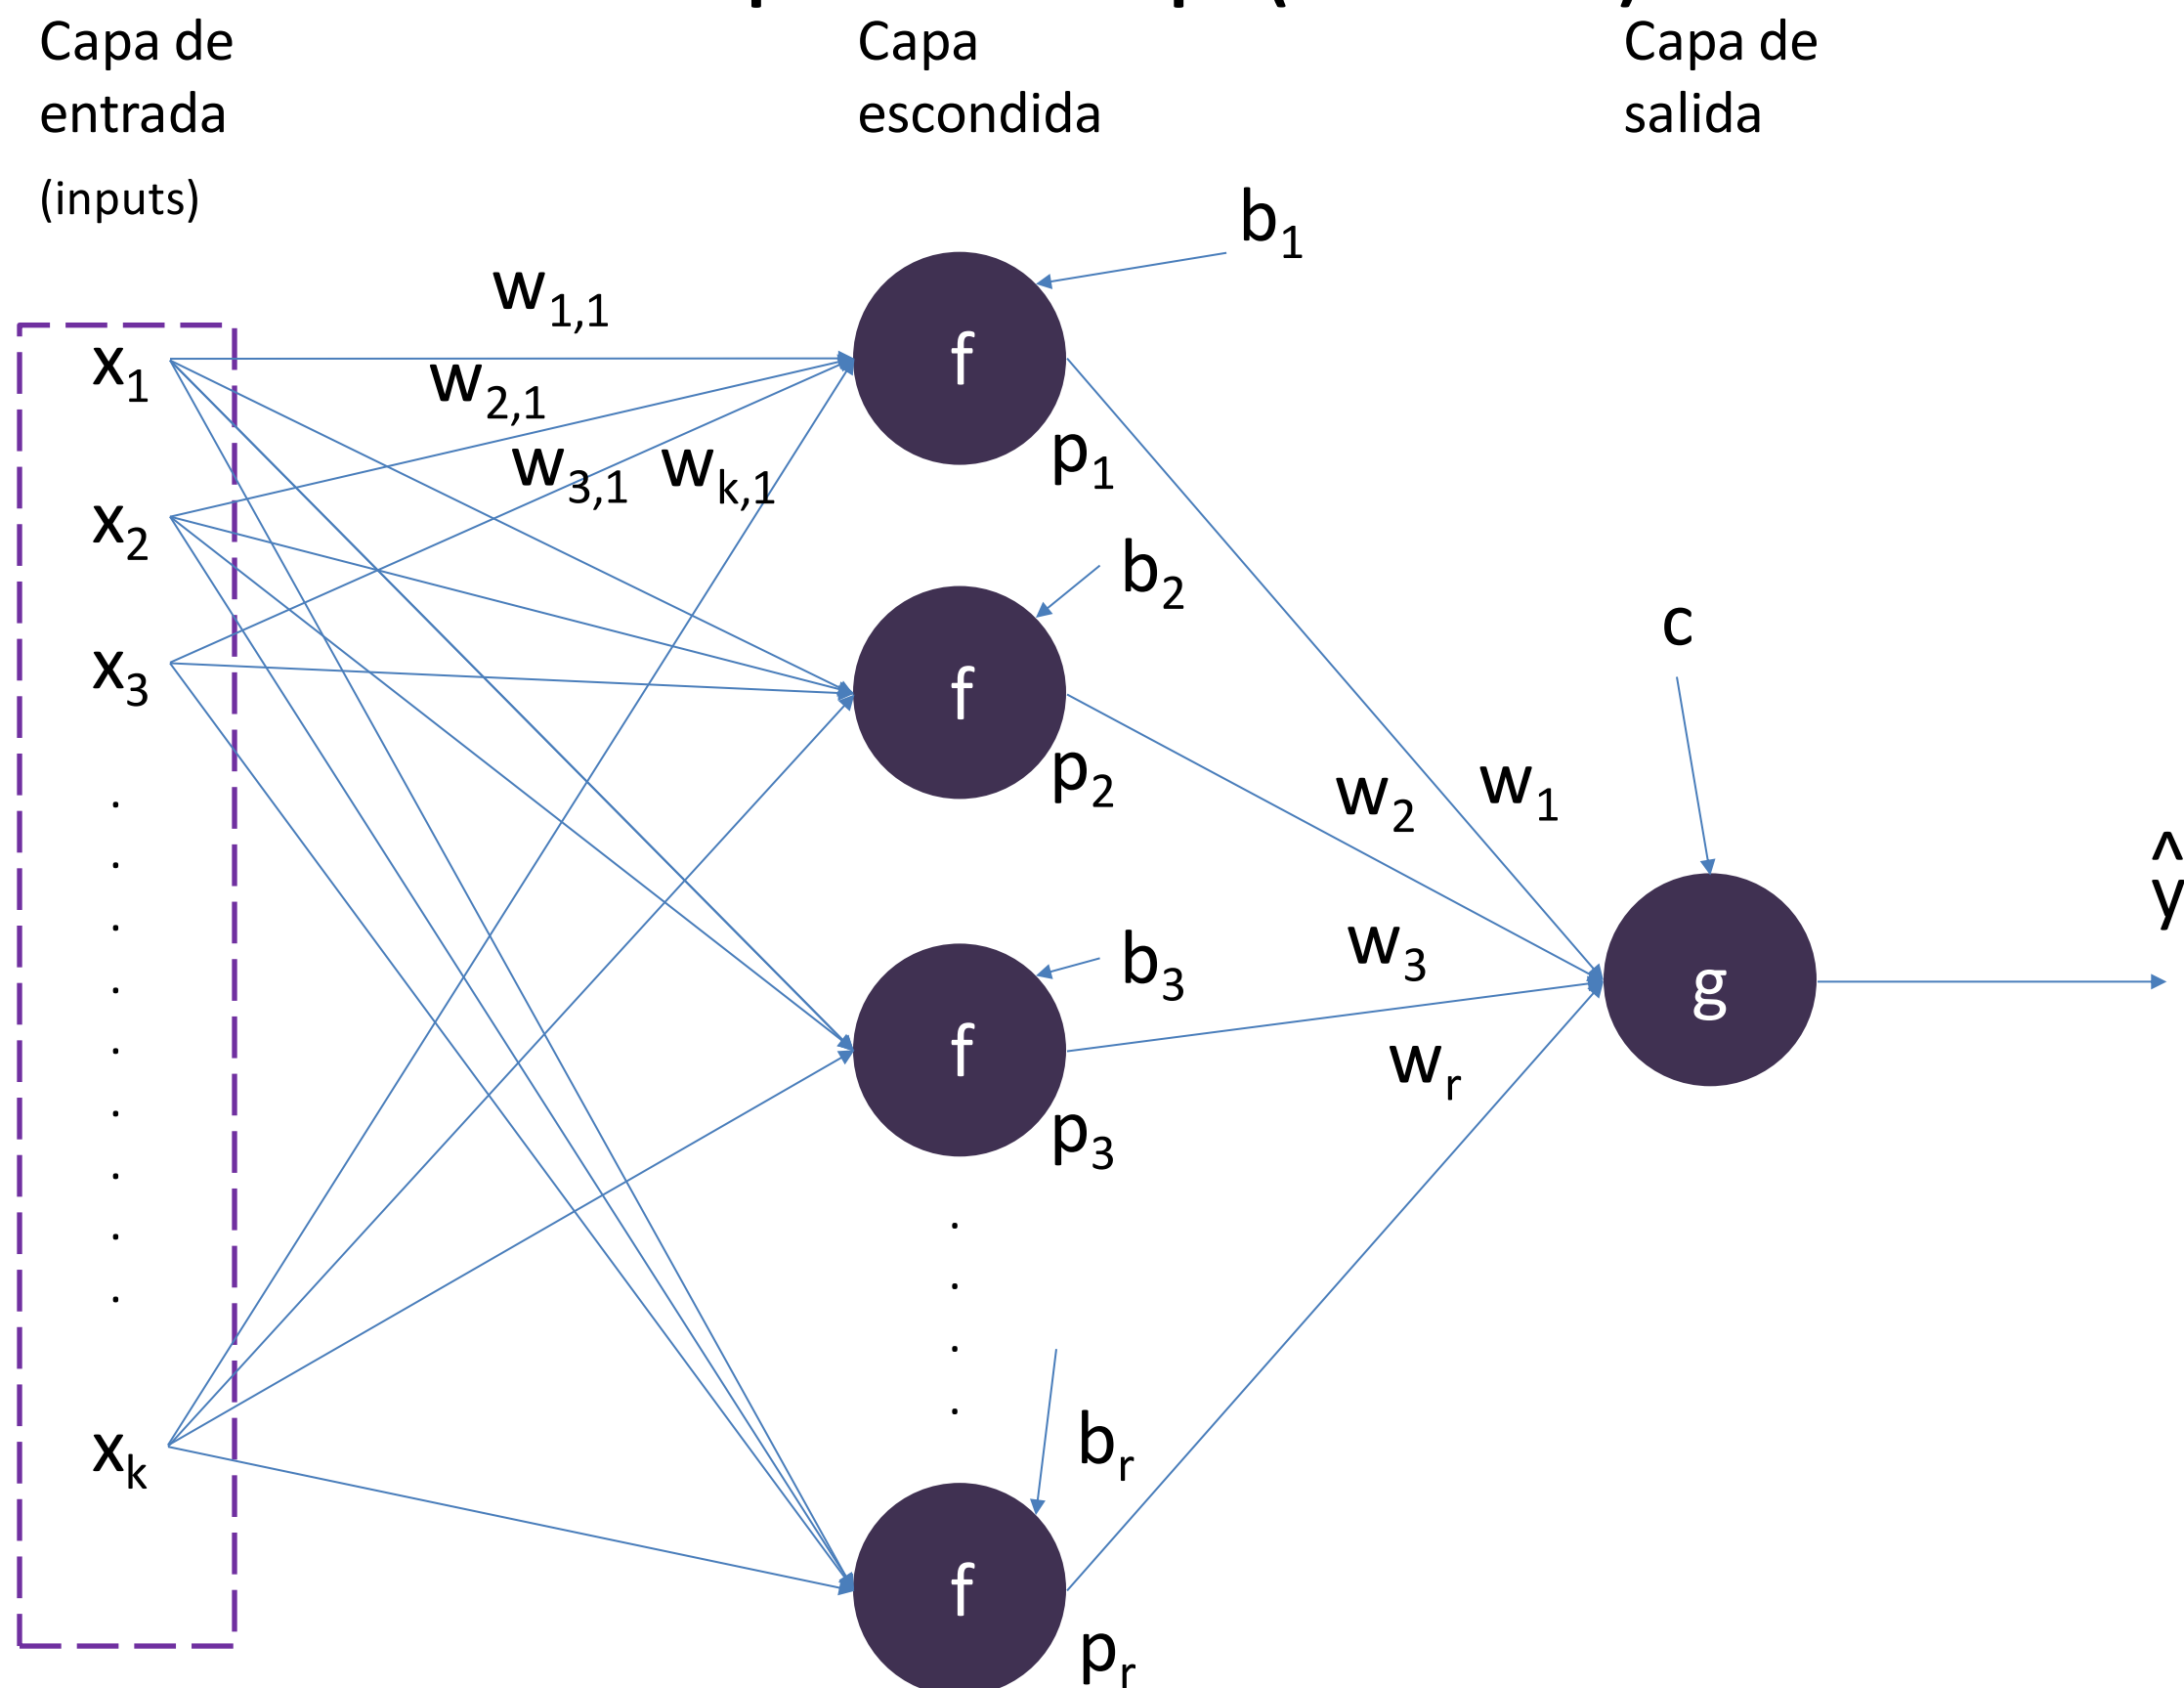 Capa de
entrada
(inputs)
Capa
escondida
Capa de
salida
b1
w1,1
x1
f
w2,1
p1
w3,1
wk,1
x2
b2
c
x3
f
p2
w2
w1
ŷ
b3
w3
g
f
wr
p3
br
xk
f
pr